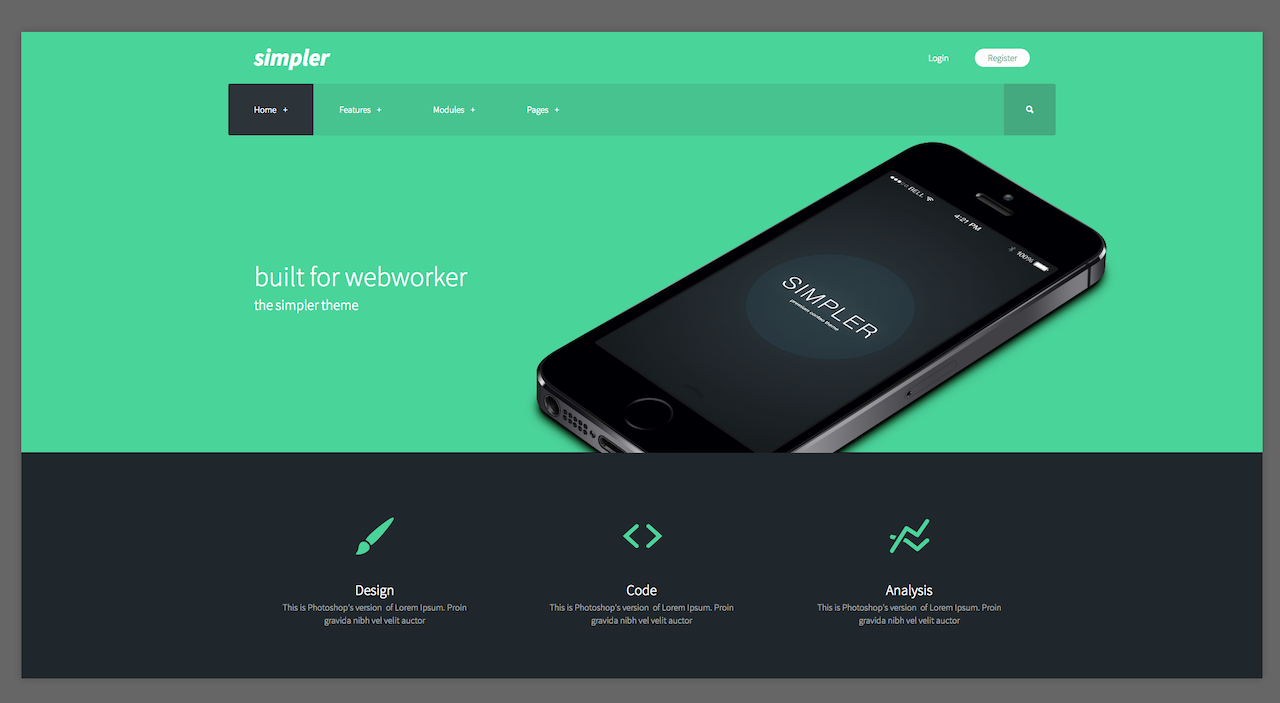 simpler
Login
Register
Home +
Features +
Modules +
Pages +
BELL
4:21 PM
100%
SIMPLER
premium contao theme
built for webworker
the simpler theme
Design
This is Photoshop's version of Lorem Ipsum. Proin
gravida nibh vel velit auctor
Code
This is Photoshop's version of Lorem Ipsum. Proin
gravida nibh vel velit auctor
Analysis
This is Photoshop's version of Lorem Ipsum. Proin
gravida nibh vel velit auctor